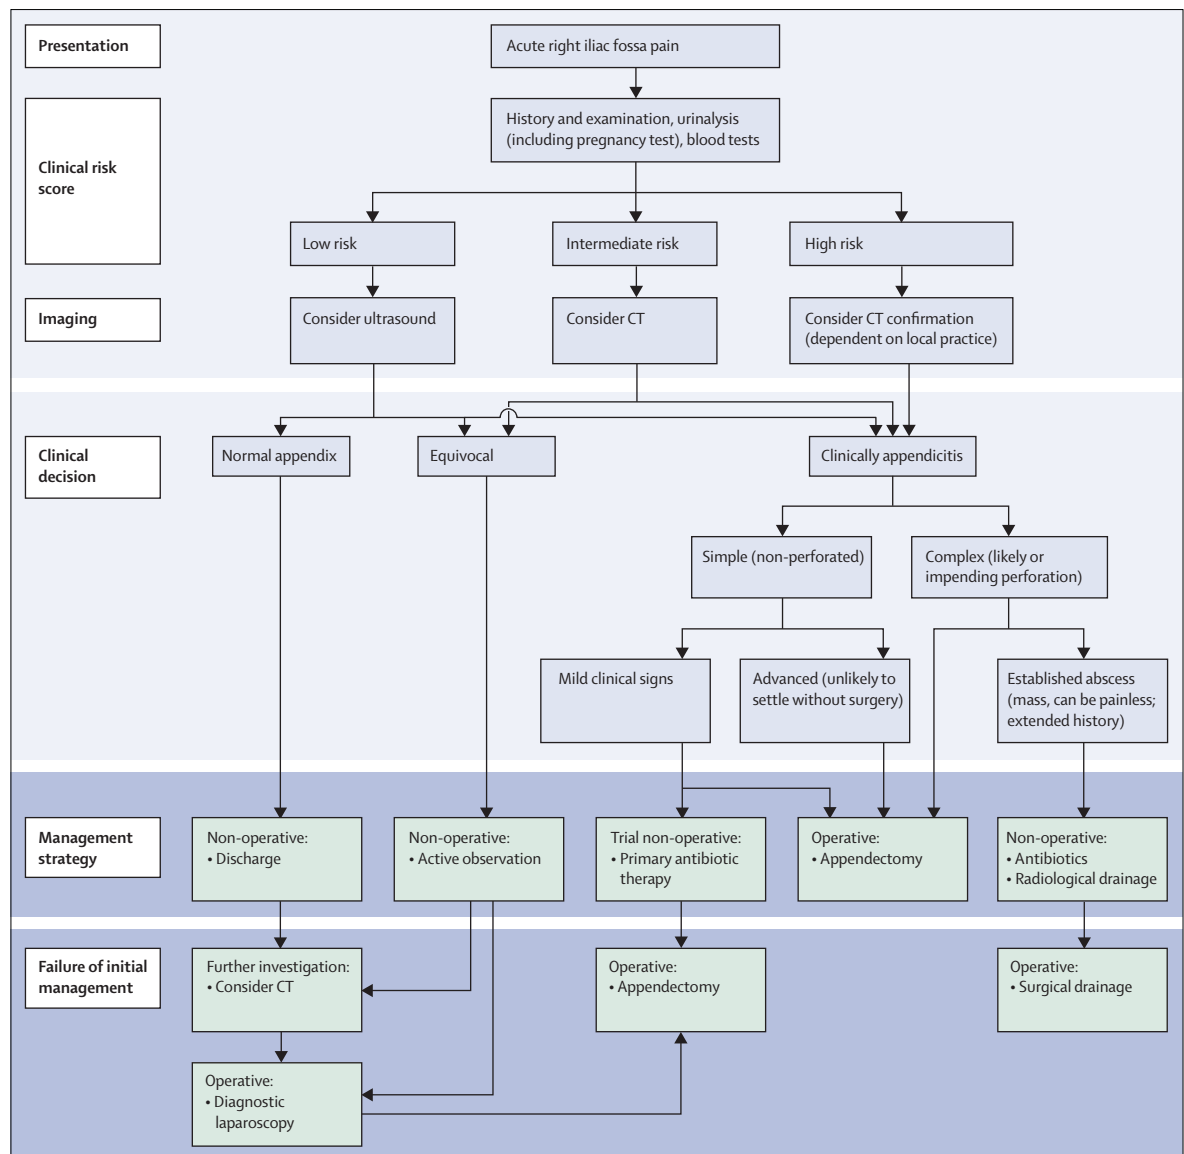 Presentation
Acute right iliac fossa pain
Clinical risk
score
History and examination, urinalysis
(including pregnancy test), blood tests
Low risk
Intermediate risk
High risk
Imaging
Consider ultrasound
Consider CT
Consider CT confirmation
(dependent on local practice)
Clinical
decision
Normal appendix
Equivocal
Clinically appendicitis
Simple (non-perforated)
Complex (likely or
impending perforation)
Mild clinical signs
Advanced (unlikely to
settle without surgery)
Established abscess
(mass, can be painless;
extended history)
Management
strategy
Non-operative:
• Discharge
Non-operative:
• Active observation
Trial non-operative:
• Primary antibiotic
therapy
Operative:
• Appendectomy
Non-operative:
• Antibiotics
• Radiological drainage
Failure of initial
management
Further investigation:
• Consider CT
Operative:
• Appendectomy
Operative:
• Surgical drainage
Operative:
• Diagnostic
laparoscopy